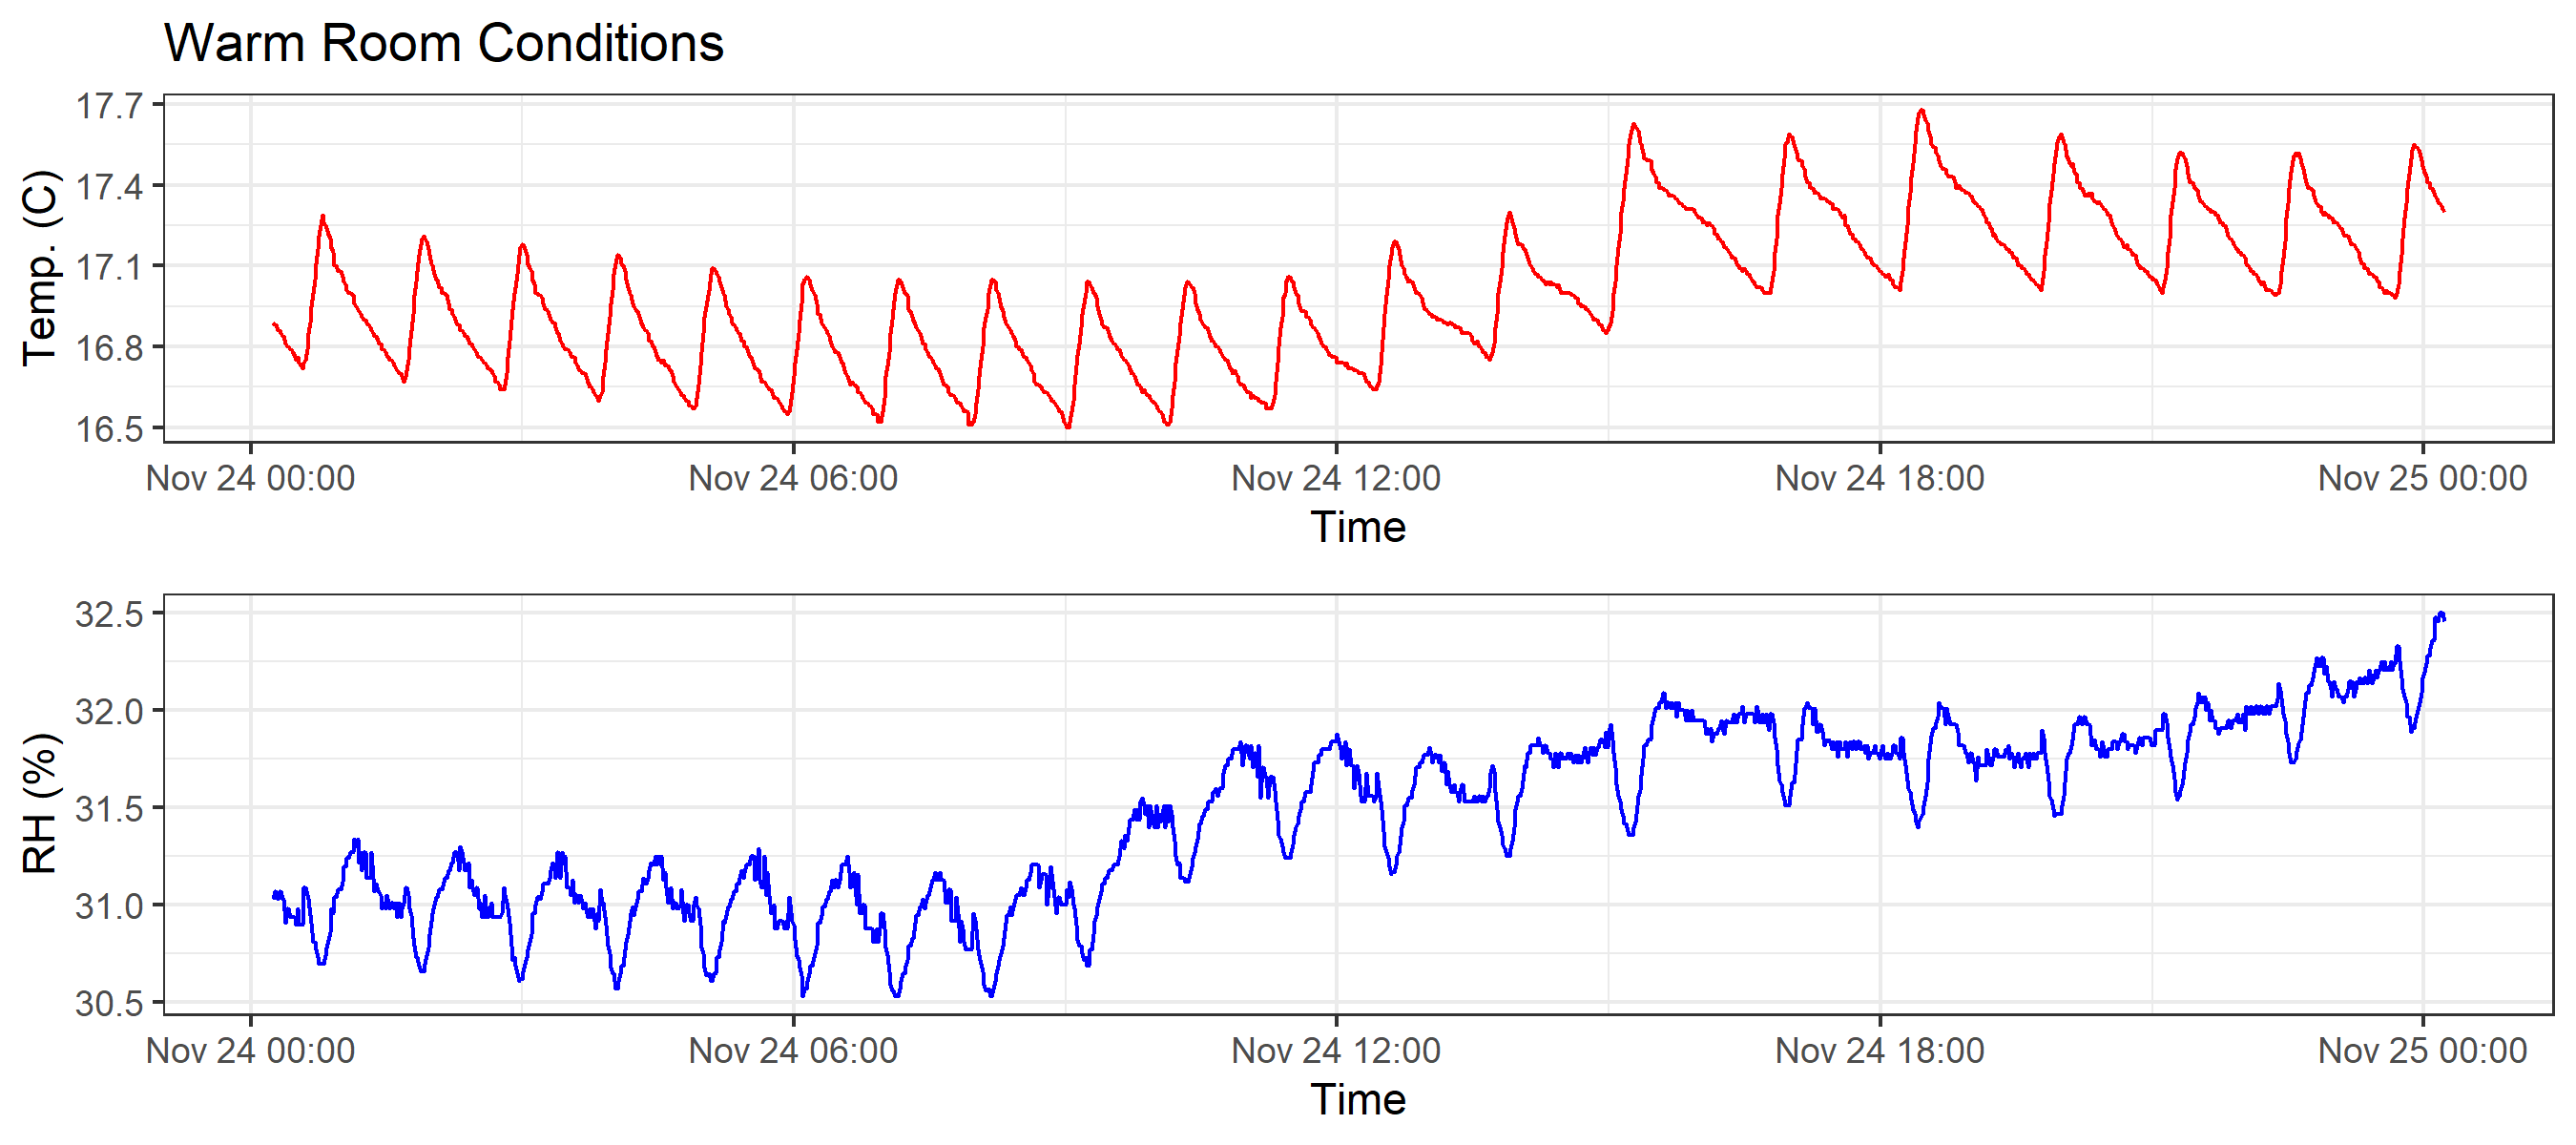 Warm Room Conditions
Temp. (C)
17.7
17.4
17.1
16.8
16.5
Nov 24 00:00 Nov 24 06:00 Nov 24 12:00 Nov 24 18:00 Nov 25 00:00
Time
RH (%)
32.5
32.0
31.5
31.0
30.5
Nov 24 00:00 Nov 24 06:00 Nov 24 12:00 Nov 24 18:00 Nov 25 00:00
Time